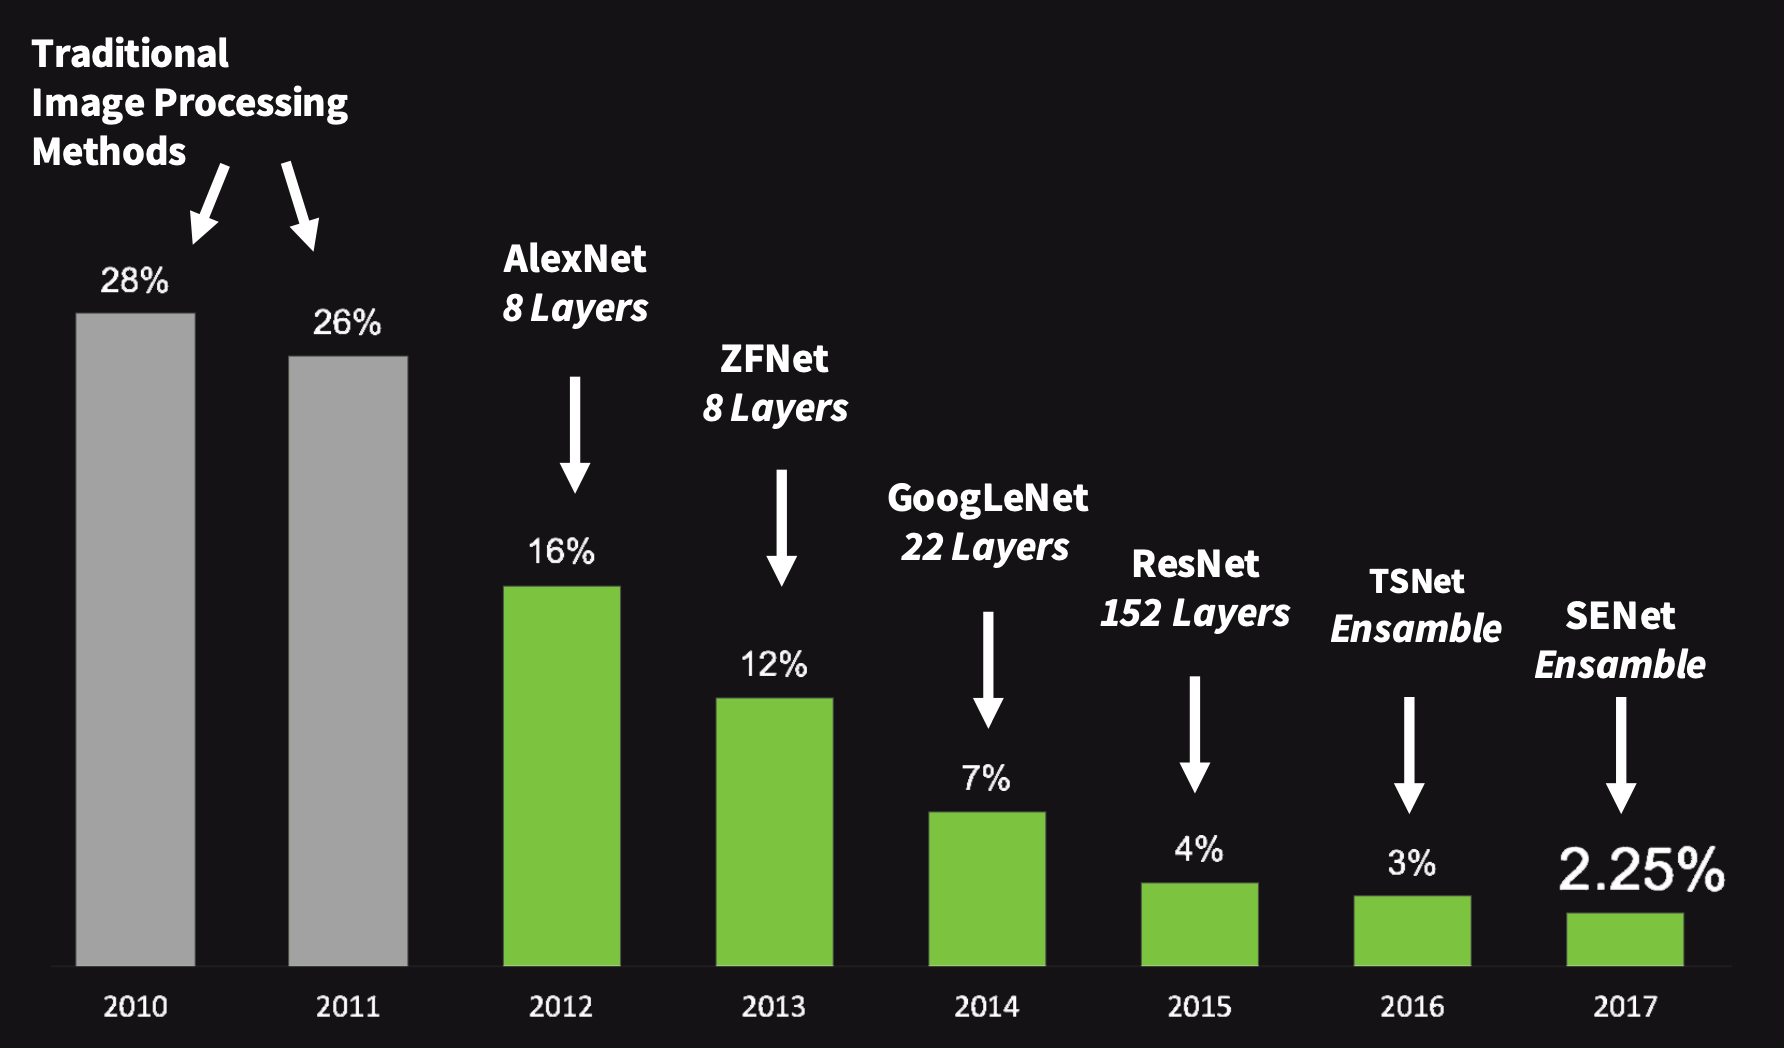 Traditional
Image Processing
Methods
28%
26%
AlexNet
8 Layers
16%
ZFNet
8 Layers
12%
GoogLeNet
22 Layers
7%
ResNet
152 Layers
4%
TSNet
Ensamble
3%
SENet
Ensamble
2.25%
2010
2011
2012
2013
2014
2015
2016
2017